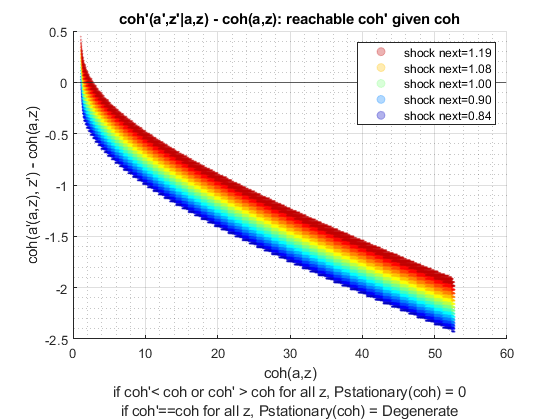 coh'(a',z'|a,z) - coh(a,z): reachable coh' given coh
0.5
0
-0.5
-1
-1.5
-2
-2.5
coh(a'(a,z), z') - coh(a,z)
shock next=1.19
shock next=1.08
shock next=1.00
shock next=0.90
shock next=0.84
0 10 20 30 40 50 60
coh(a,z)
if coh'< coh or coh' > coh for all z, Pstationary(coh) = 0
if coh'==coh for all z, Pstationary(coh) = Degenerate